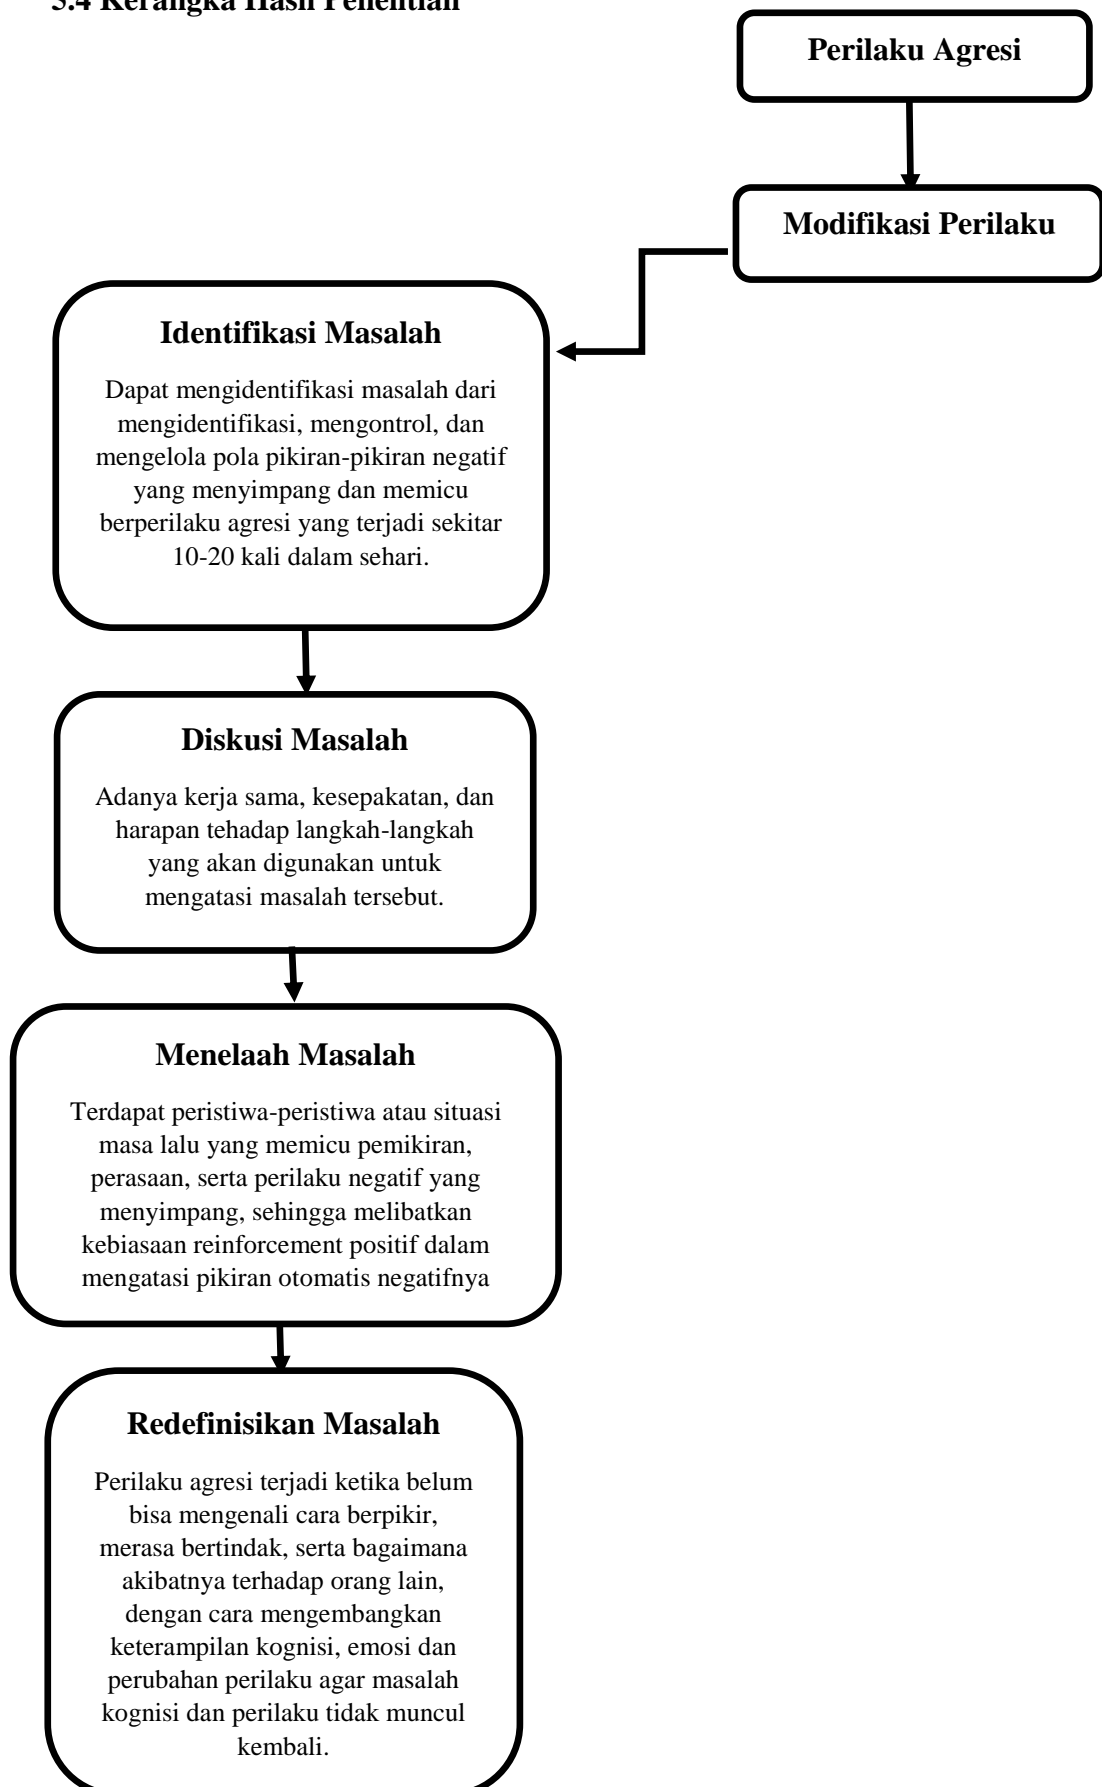 Kerangka Hasil Penelitian
Perilaku Agresi
Modifikasi Perilaku
Identifikasi Masalah
Dapat mengidentifikasi masalah dari
mengidentifikasi, mengontrol, dan
mengelola pola pikiran-pikiran negatif
yang menyimpang dan memicu
berperilaku agresi yang terjadi sekitar
10-20 kali dalam sehari.
Diskusi Masalah
Adanya kerja sama, kesepakatan, dan
harapan tehadap langkah-langkah
yang akan digunakan untuk
mengatasi masalah tersebut.
Menelaah Masalah
Terdapat peristiwa-peristiwa atau situasi
masa lalu yang memicu pemikiran,
perasaan, serta perilaku negatif yang
menyimpang, sehingga melibatkan
kebiasaan reinforcement positif dalam
mengatasi pikiran otomatis negatifnya
Redefinisikan Masalah
Perilaku agresi terjadi ketika belum
bisa mengenali cara berpikir,
merasa bertindak, serta bagaimana
akibatnya terhadap orang lain,
dengan cara mengembangkan
keterampilan kognisi, emosi dan
perubahan perilaku agar masalah
kognisi dan perilaku tidak muncul
kembali.